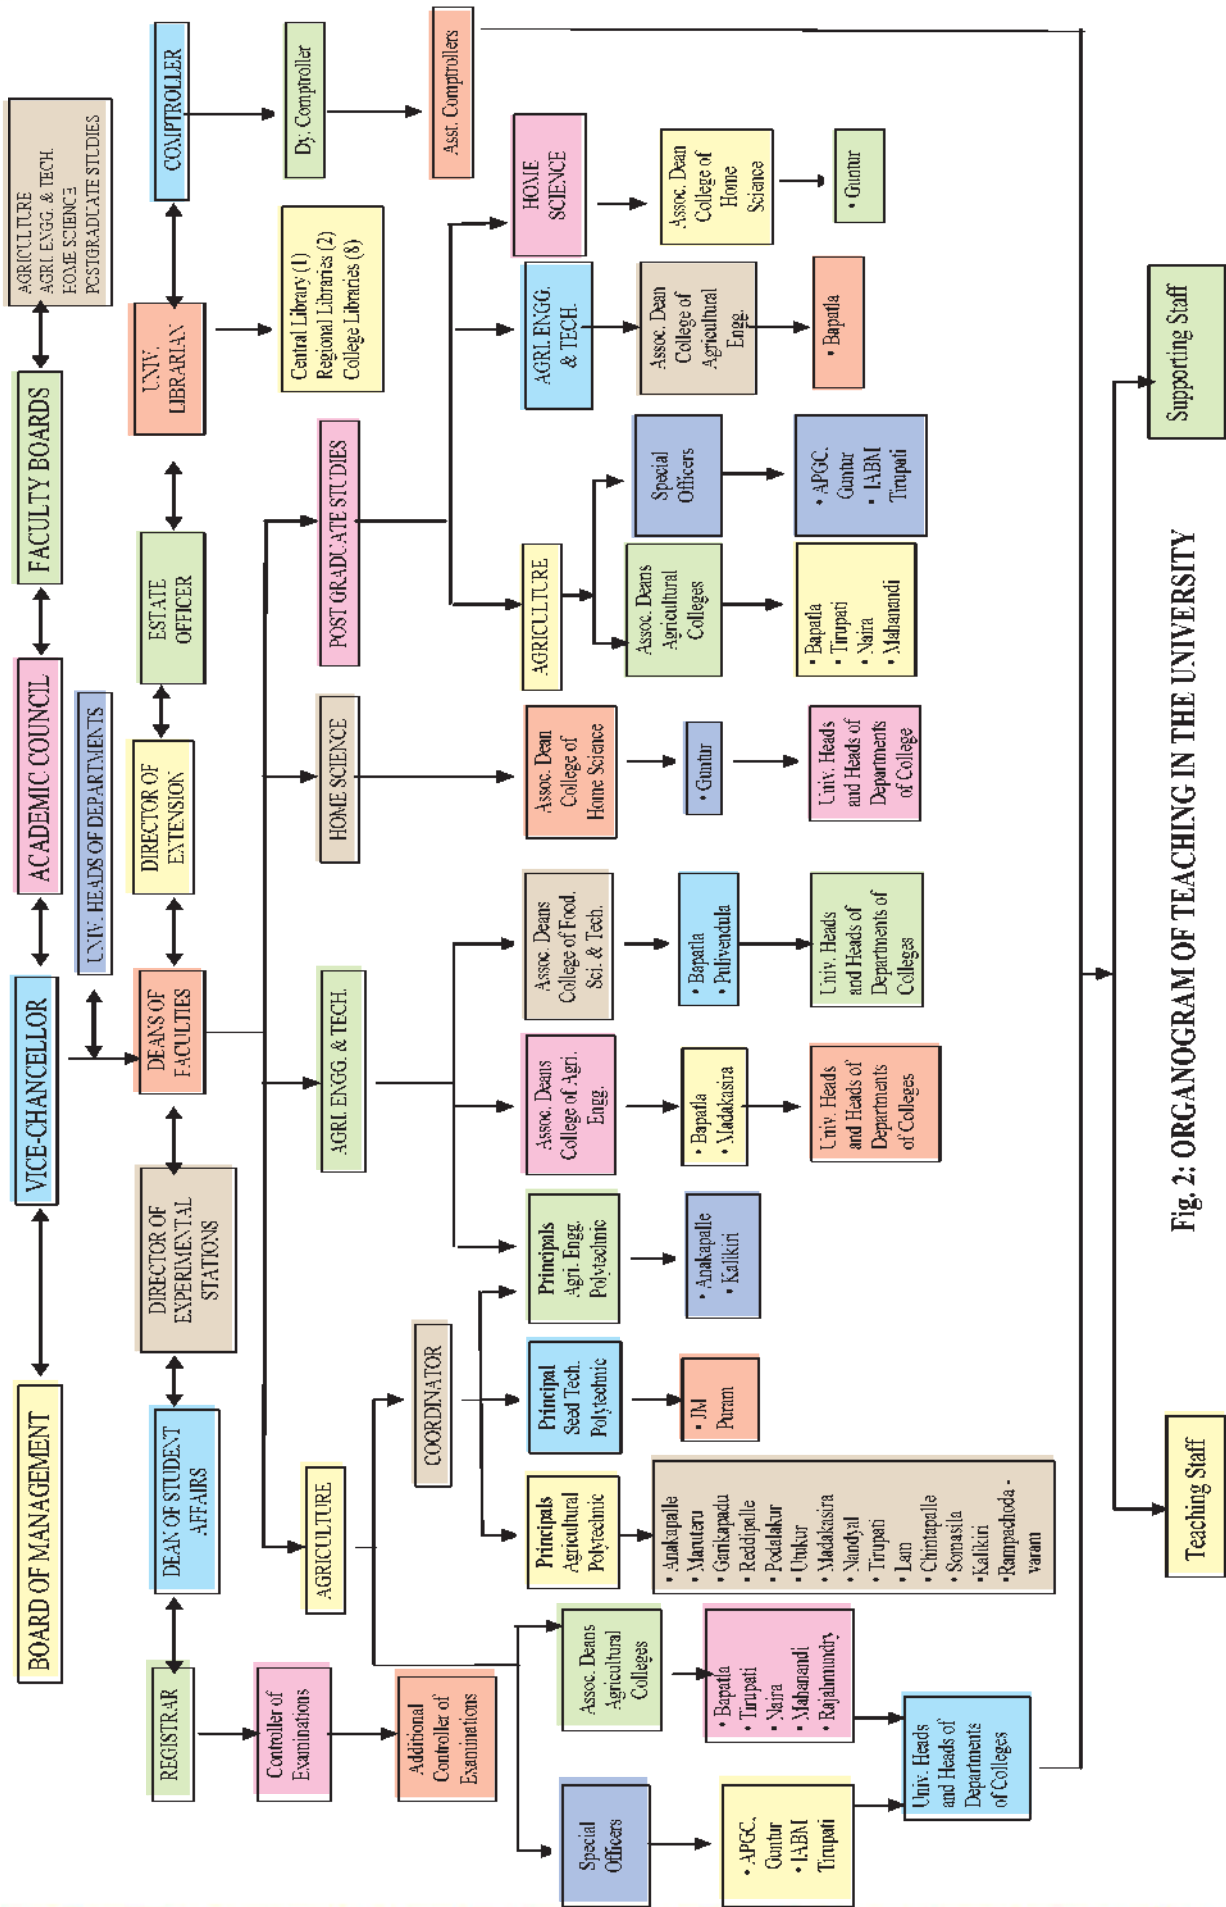 BOARD OF MANAGEMENT
VICE-CHANCELLOR
ACADEMIC COUNCIL
FACULTY BOARDS
AGRICULTURE
AGRI. ENGG. & TECH.
HOME SCIENCE
POSTGRADUATE STUDIES
UNIV. HEADS OF DEPARTMENTS
REGISTRAR
DEAN OF STUDENT
AFFAIRS
DIRECTOR OF
EXPERIMENTAL
STATIONS
DEANS OF
FACULTIES
DIRECTOR OF
EXTENSION
ESTATE
OFFICER
UNIV.
LIBRARIAN
COMPTROLLER
Controller of
Examinations
Additional
Controller of
Examinations
Central Library (1)
Regional Libraries (2)
College Libraries (8)
Dy. Comptroller
Asst. Comptrollers
AGRICULTURE
AGRI. ENGG. & TECH.
HOME SCIENCE
POST GRADUATE STUDIES
COORDINATOR
Special
Officers
Assoc. Deans
Agricultural
Colleges
Principals
Agricultural
Polytechnic
Principal
Seed Tech.
Polytechnic
Principals
Agri. Engg.
Polytechnic
Assoc. Deans
College of Agri.
Engg.
Assoc. Deans
College of Food.
Sci. & Tech.
Assoc. Dean
College of
Home Science
AGRICULTURE
AGRI. ENGG.
& TECH.
HOME
SCIENCE
Assoc. Deans
Agricultural
Colleges
Special
Officers
Assoc. Dean
College of
Agricultural
Engg.
Assoc. Dean
College of
Home
Science
• APGC.
Guntur
• IABM
Tirupati
• Bapatla
• Tirupati
• Naira
• Mahanandi
• Rajahmundry
• Anakapalle
• Maruteru
• Garikapadu
• Reddipalle
• Podalakur
• Utukur
• Madakasira
• Nandyal
• Tirupati
• Lam
• Chintapalle
• Somasila
• Kalikiri
• Rampachoda -
varam
• JM
Puram
• Anakapalle
• Kalikiri
• Bapatla
• Madakasira
• Bapatla
• Pulivendula
• Guntur
• Bapatla
• Tirupati
• Naira
• Mahanandi
• APGC.
Guntur
• IABM
Tirupati
• Bapatla
• Guntur
Univ. Heads
and Heads of
Departments
of Colleges
Univ. Heads
and Heads of
Departments
of Colleges
Univ. Heads
and Heads of
Departments of
Colleges
Univ. Heads
and Heads of
Departments
of College
Teaching Staff
Supporting Staff
Fig. 2: ORGANOGRAM OF TEACHING IN THE UNIVERSITY